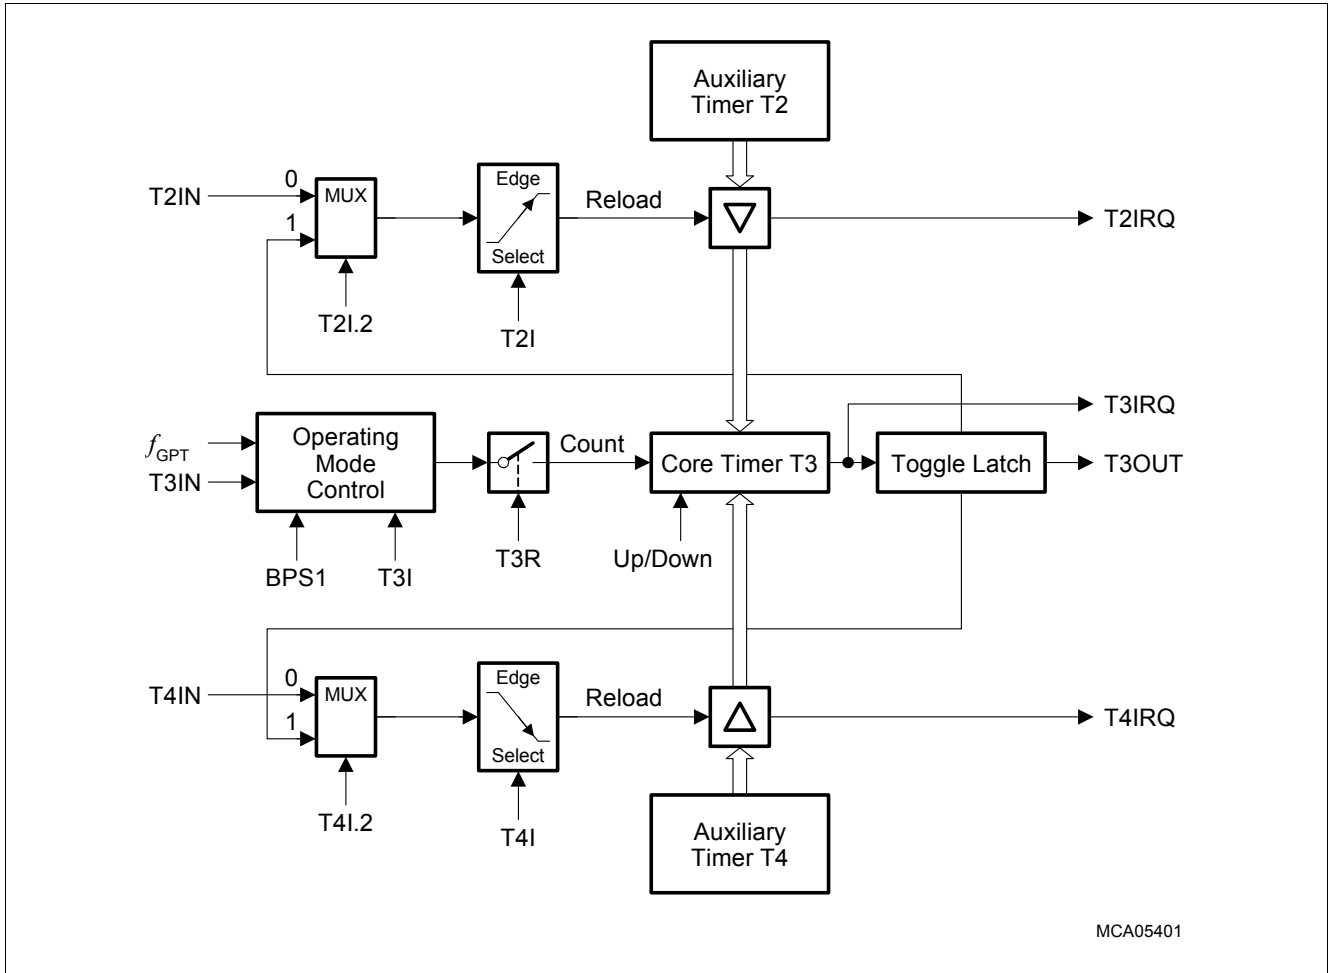 Auxiliary
Timer T2
T2IN
0
1
MUX
Edge
Select
Reload
T2IRQ
T2I.2
T2I
T3IRQ
fGPT
T3IN
Operating
Mode
Control
Count
Core Timer T3
Toggle Latch
T3OUT
BPS1
T3I
T3R
Up/Down
T4IN
0
1
MUX
Edge
Select
Reload
T4IRQ
T4I.2
T4I
Auxiliary
Timer T4
MCA05401